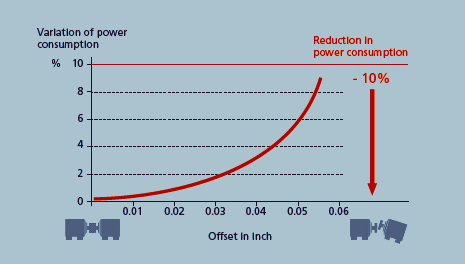 Variation of power
consumption
Reduction in
power consumption
% 10
- 10%
8
6
4
2
0
0.01 0.02 0.03 0.04 0.05 0.06
Offset in Inch